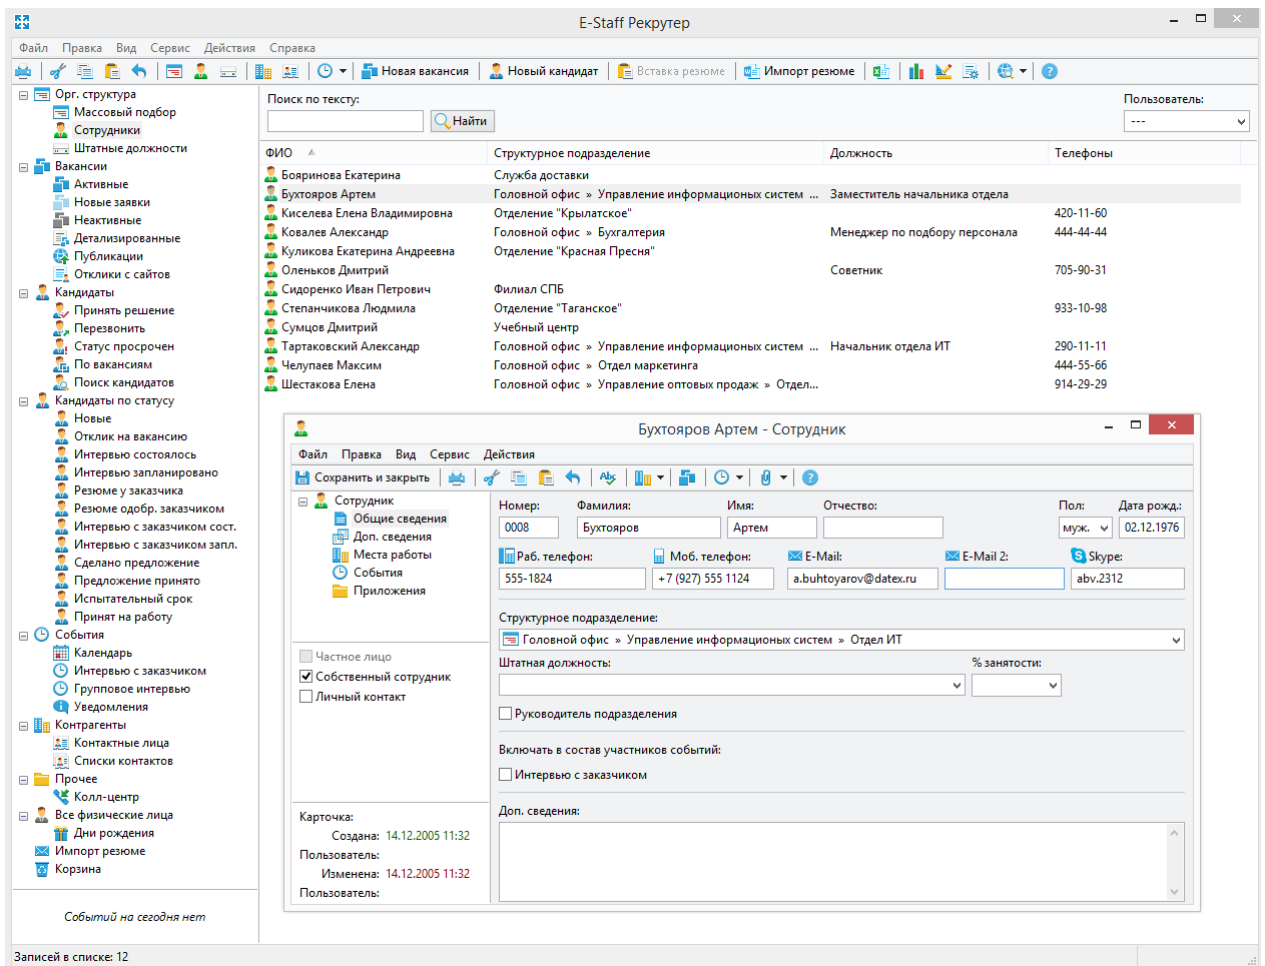 E-Staff Рекрутер
Файл Правка Вид Сервис Действия Справка
Новая вакансия Новый кандидат Вставка резюме Импорт резюме
Орг. структура
Массовый подбор
Сотрудники
Штатные должности
Вакансии
Активные
Новые заявки
Неактивные
Детализированные
Публикации
Отклики с сайтов
Кандидаты
Принять решение
Перезвонить
Статус просрочен
По вакансиям
Поиск кандидатов
Кандидаты по статусу
Новые
Отклик на вакансию
Интервью состоялось
Интервью запланировано
Резюме у заказчика
Резюме одобр. заказчиком
Интервью с заказчиком сост.
Интервью с заказчиком запл.
Сделано предложение
Предложение принято
Испытательный срок
Принят на работу
События
Календарь
Интервью с заказчиком
Групповое интервью
Уведомления
Контрагенты
Контактные лица
Списки контактов
Прочее
Колл-центр
Все физические лица
Дни рождения
Импорт резюме
Корзина
Событий на сегодня нет
Записей в списке: 12
Поиск по тексту: Пользователь:
Найти ---
ФИО Структурное подразделение Должность Телефоны
Бояринова Екатерина Служба доставки
Бухтояров Артем Головной офис » Управление информационых систем ... Заместитель начальника отдела
Киселева Елена Владимировна Отделение "Крылатское" 420-11-60
Ковалев Александр Головной офис » Бухгалтерия Менеджер по подбору персонала 444-44-44
Куликова Екатерина Андреевна Отделение "Красная Пресня"
Оленьков Дмитрий Советник 705-90-31
Сидоренко Иван Петрович Филиал СПБ
Степанчикова Людмила Отделение "Таганское" 933-10-98
Сумцов Дмитрий Учебный центр
Тартаковский Александр Головной офис » Управление информационых систем ... Начальник отдела ИТ 290-11-11
Челупаев Максим Головной офис » Отдел маркетинга 444-55-66
Шестакова Елена Головной офис » Управление оптовых продаж » Отдел... 914-29-29
Бухтояров Артем - Сотрудник
Файл Правка Вид Сервис Действия
Сохранить и закрыть Abc
Сотрудник
Общие сведения
Доп. сведения
Места работы
События
Приложения
Частное лицо
Собственный сотрудник
Личный контакт
Карточка:
Создана: 14.12.2005 11:32
Пользователь:
Изменена: 14.12.2005 11:32
Пользователь:
Номер: Фамилия: Имя: Отчество: Пол: Дата рожд.:
0008 Бухтояров Артем муж. 02.12.1976
Раб. телефон: Моб. телефон: E-Mail: E-Mail 2: Skype:
555-1824 +7 (927) 555 1124 a.buhtoyarov@datex.ru abv.2312
Структурное подразделение:
Головной офис » Управление информационых систем » Отдел ИТ
Штатная должность: % занятости:
Руководитель подразделения
Включать в состав участников событий:
Интервью с заказчиком
Доп. сведения: